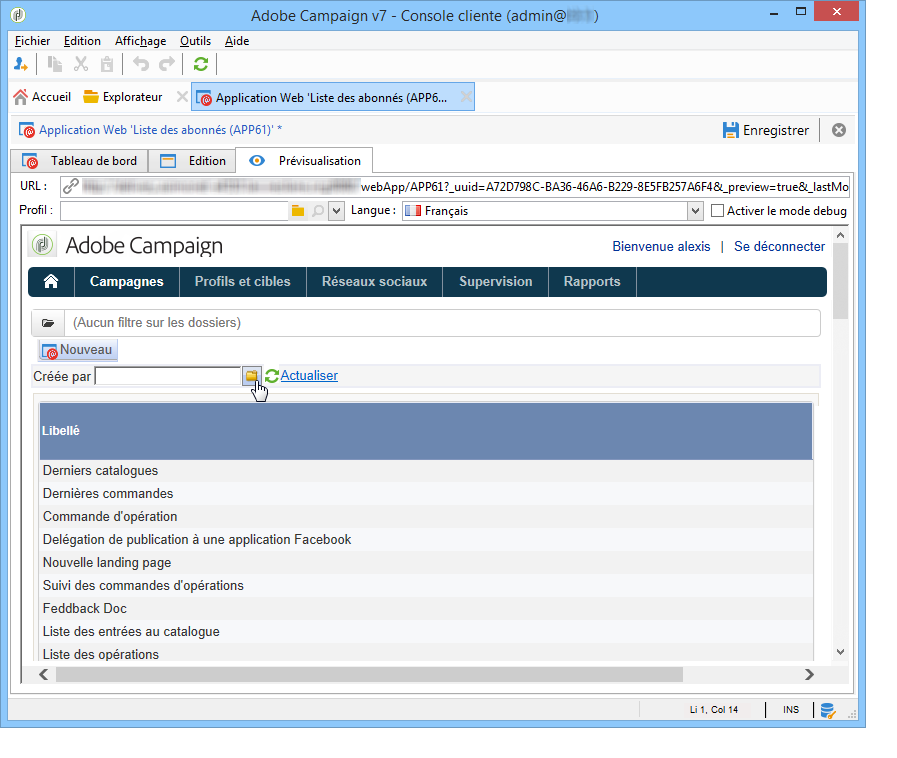 Adobe Campaign v7 - Console cliente (admin@ )
Fichier Edition Affichage Outils Aide
Accueil Explorateur Application Web 'Liste des abonnés (APP6...
Application Web 'Liste des abonnés (APP61)' * Enregistrer
Tableau de bord Edition Prévisualisation
URL : webApp/APP61?_uuid=A72D798C-BA36-46A6-B229-8E5FB257A6F4&_preview=true&_lastMo
Profil : Langue : Français Activer le mode debug
Adobe Campaign Bienvenue alexis | Se déconnecter
Campagnes Profils et cibles Réseaux sociaux Supervision Rapports
(Aucun filtre sur les dossiers)
Nouveau
Créée par Actualiser
Libellé
Derniers catalogues
Dernières commandes
Commande d'opération
Delégation de publication à une application Facebook
Nouvelle landing page
Suivi des commandes d'opérations
Feddback Doc
Liste des entrées au catalogue
Liste des opérations
Li 1, Col 14 INS